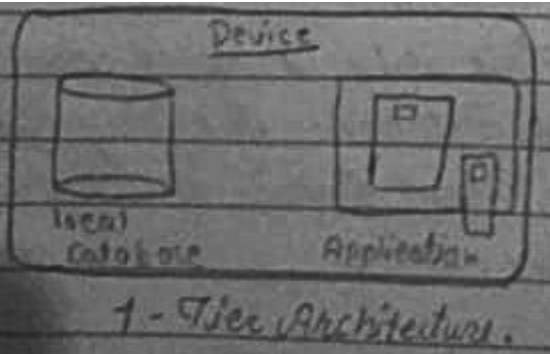 Device
local
Database
Application
1 - Tier Architecture.